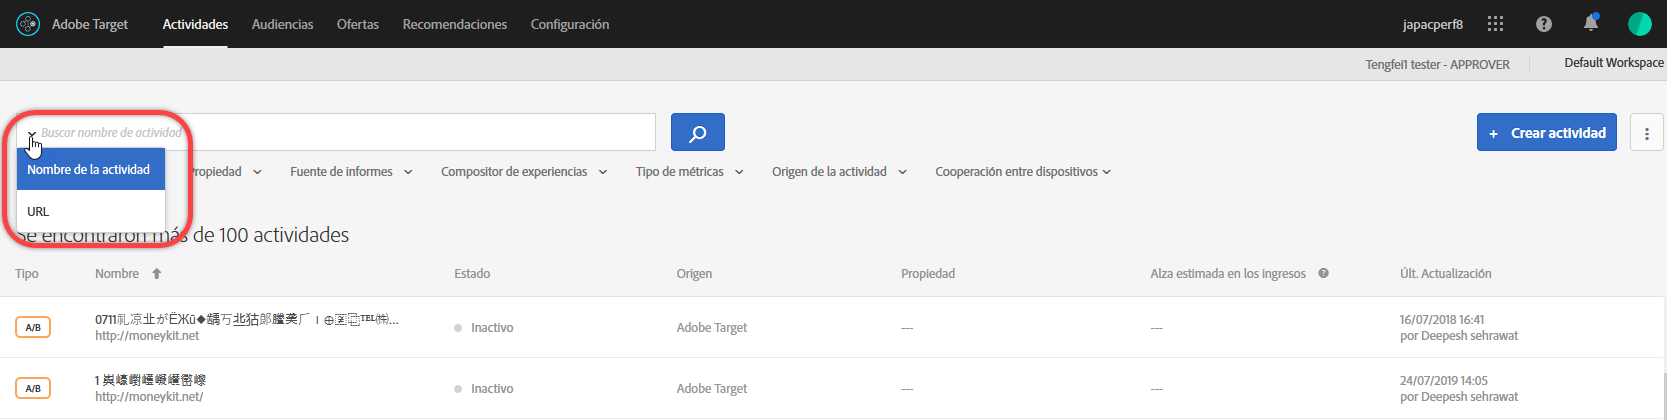 Adobe Target Actividades Audiencias Ofertas Recomendaciones Configuración japacperf8
Tengfei1 tester - APPROVER Default Workspace
Buscar nombre de actividad
+ Crear actividad
Nombre de la actividad
URL
Propiedad Fuente de informes Compositor de experiencias Tipo de métricas Origen de la actividad Cooperación entre dispositivos
Se encontraron más de 100 actividades
Tipo Nombre Estado Origen Propiedad Alza estimada en los ingresos Últ. Actualización
A/B Inactivo Adobe Target --- --- 16/07/2018 16:41
http://moneykit.net por Deepesh sehrawat
A/B 1 Inactivo Adobe Target --- --- 24/07/2019 14:05
http://moneykit.net/ por Deepesh sehrawat